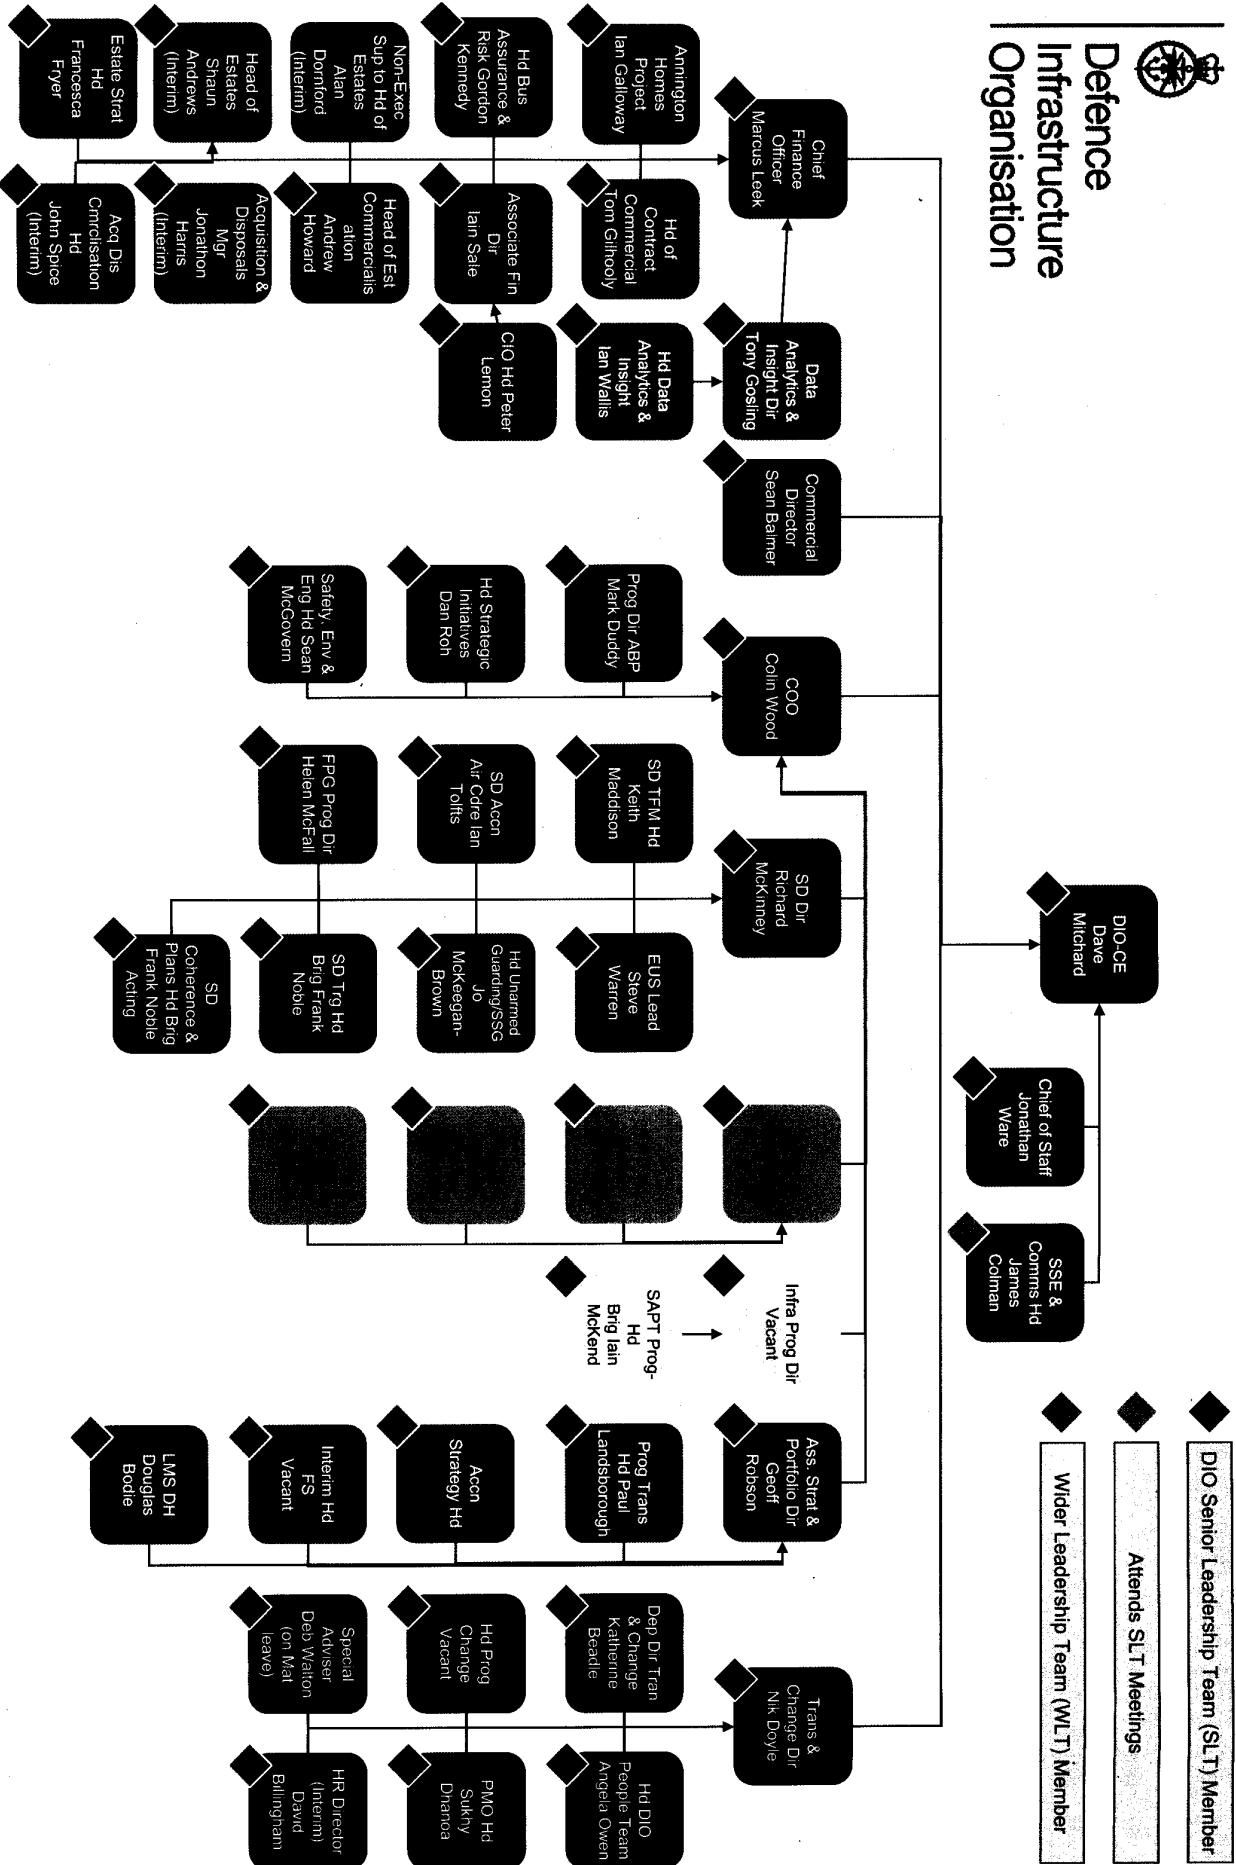 Defence
Infrastructure
Organisation
DIO Senior Leadership Team (SLT) Member
Attends SLT Meetings
Wider Leadership Team (WLT) Member
DIO-CE
Dave
Mitchard
Chief of Staff
Jonathan
Ware
SSE &
Comms Hd
James
Colman
Chief
Finance
Officer
Marcus Leek
Data
Analytics &
Insight Dir
Tony Gosling
Commercial
Director
Sean Balmer
COO
Colin Wood
SD Dir
Richard
McKinney
Infra Prog Dir
Vacant
Ass. Strat &
Portfolio Dir
Geoff
Robson
Trans &
Change Dir
Nik Doyle
Annington
Homes
Project
Ian Galloway
Hd of
Contract
Commercial
Tom Gilhooly
Hd Data
Analytics &
Insight
Ian Wallis
Prog Dir ABP
Mark Duddy
SD TFM Hd
Keith
Maddison
EUS Lead
Steve
Warren
SAPT Prog-
Hd
Brig Iain
McKend
Prog Trans
Hd Paul
Landsborough
Dep Dir Tran
& Change
Katherine
Beadle
Hd DIO
People Team
Angela Owen
Hd Bus
Assurance &
Risk Gordon
Kennedy
Associate Fin
Dir
Iain Sale
CIO Hd Peter
Lemon
Hd Strategic
Initiatives
Dan Roh
SD Accn
Air Cdre Ian
Tolfts
Hd Unarmed
Guarding/SSG
Jo
McKeegan-
Brown
Accn
Strategy Hd
Hd Prog
Change
Vacant
PMO Hd
Sukhy
Dhanoa
Non-Exec
Sup to Hd of
Estates
Alan
Dornford
(Interim)
Head of Est
Commercialis
ation
Andrew
Howard
Safety, Env &
Eng Hd Sean
McGovern
FPG Prog Dir
Helen McFall
SD Trg Hd
Brig Frank
Noble
Interim Hd
FS
Vacant
Special
Adviser
Deb Walton
(on Mat
leave)
HR Director
(Interim)
David
Billingham
Head of
Estates
Shaun
Andrews
(Interim)
Acquisition &
Disposals
Mgr
Jonathon
Harris
(Interim)
SD
Coherence &
Plans Hd Brig
Frank Noble
Acting
LMS DH
Douglas
Bodie
Estate Strat
Hd
Francesca
Fryer
Acq Dis
Cmrclisation
Hd
John Spice
(Interim)